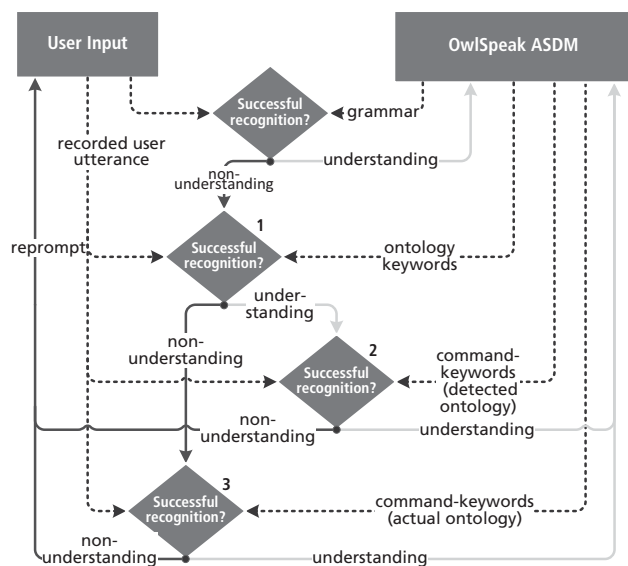 User Input
OwlSpeak ASDM
Successful
recognition?
grammar
recorded user
utterance
understanding
non-
understanding
1
Successful
recognition?
reprompt
ontology
keywords
under-
standing
non-
understanding
2
Successful
recognition?
command-
keywords
(detected
ontology)
non-
understanding
understanding
3
Successful
recognition?
command-keywords
(actual ontology)
non-
understanding
understanding